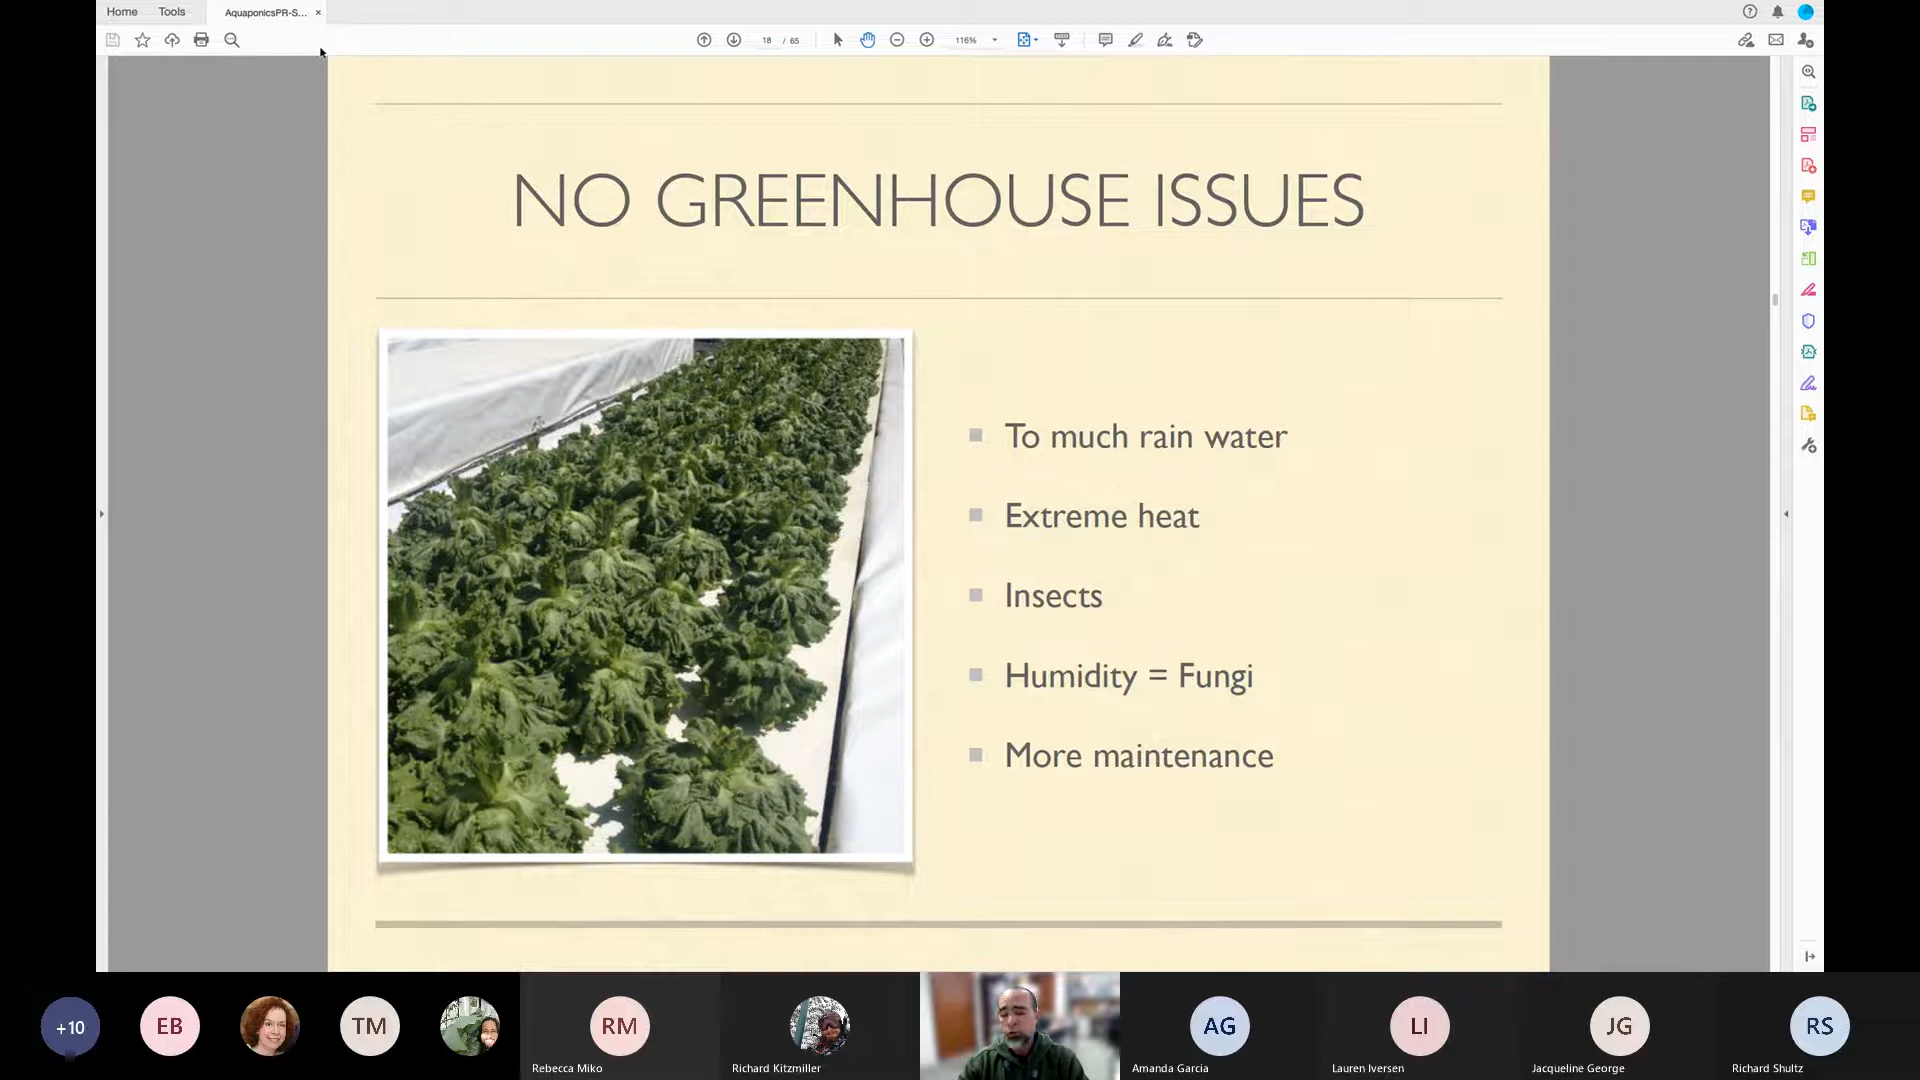 Home Tools AquaponicsPR-S... ×
18 / 65 116%
NO GREENHOUSE ISSUES
To much rain water
Extreme heat
Insects
Humidity = Fungi
More maintenance
+10 EB TM RM AG LI JG RS
Rebecca Miko Richard Kitzmiller Amanda Garcia Lauren Iversen Jacqueline George Richard Shultz